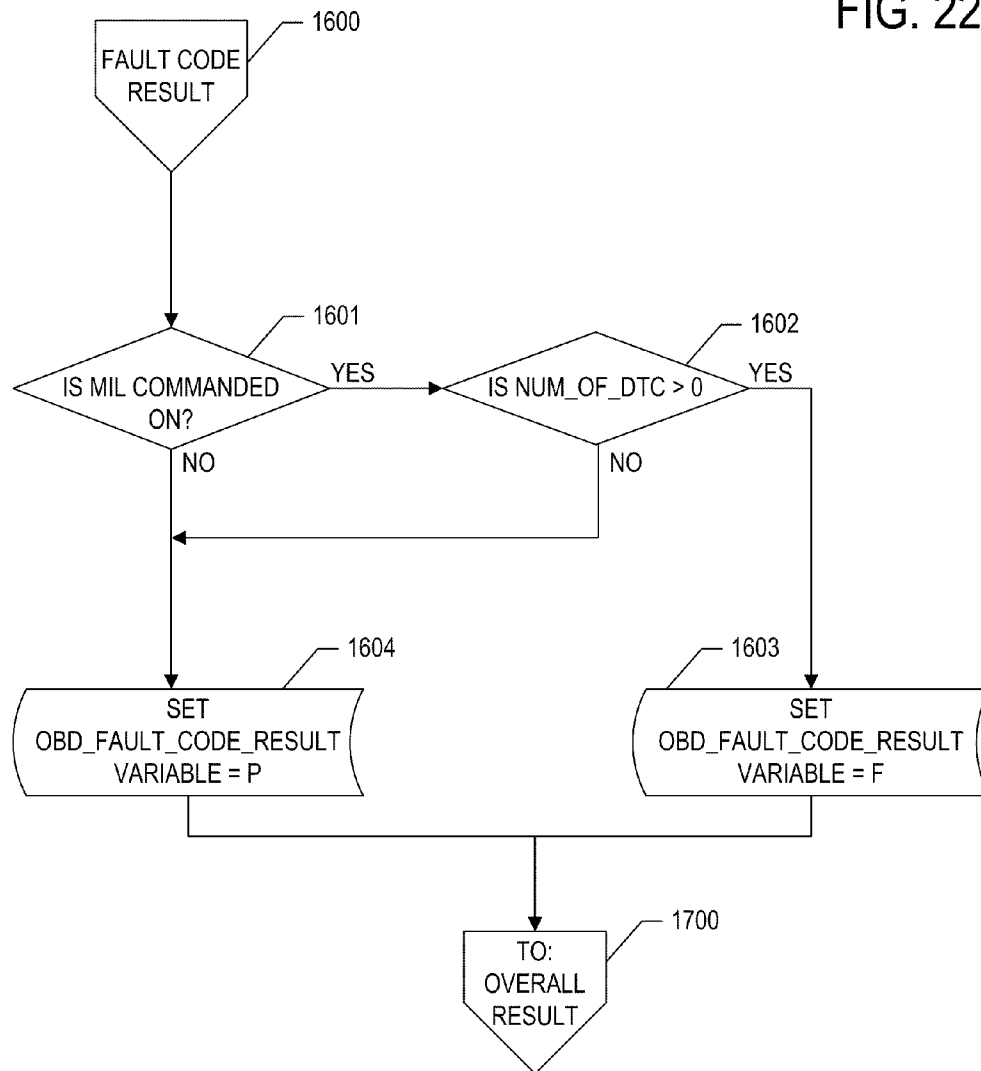 FIG. 22
1600
FAULT CODE
RESULT
1601
IS MIL COMMANDED
ON?
YES
NO
1602
IS NUM_OF_DTC > 0
YES
NO
1604
SET
OBD_FAULT_CODE_RESULT
VARIABLE = P
1603
SET
OBD_FAULT_CODE_RESULT
VARIABLE = F
1700
TO:
OVERALL
RESULT